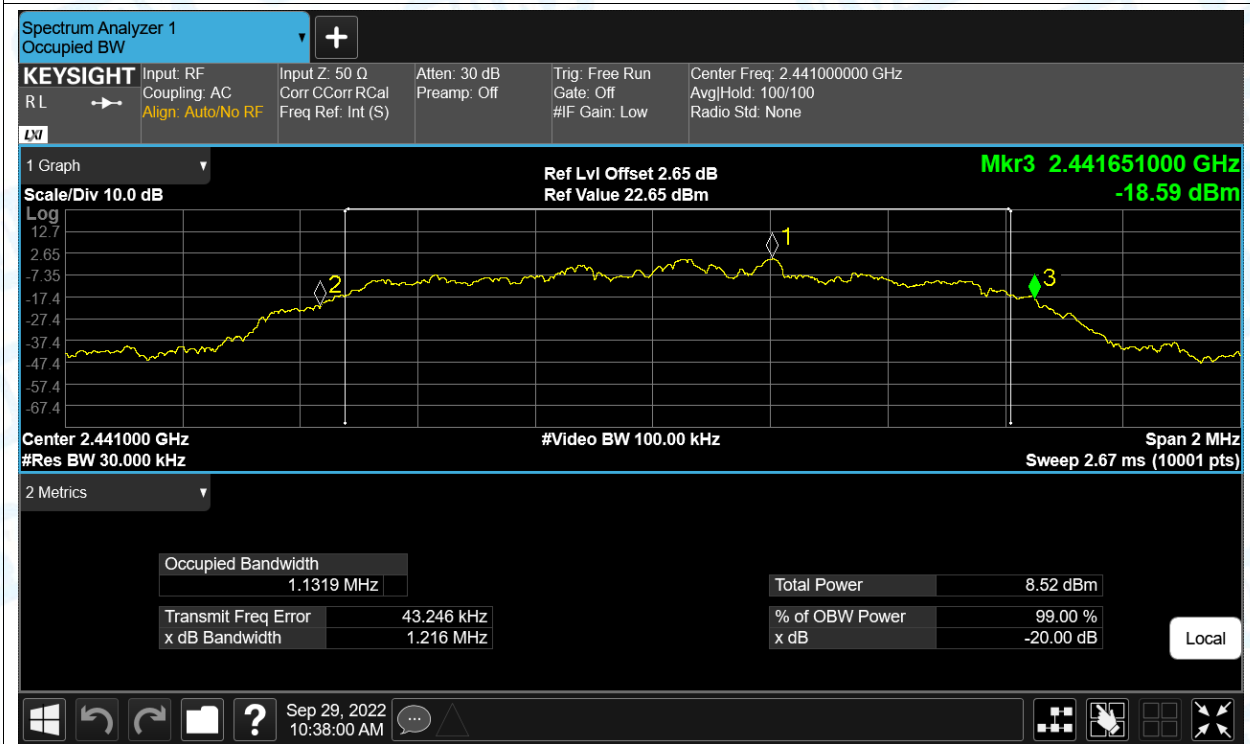 Spectrum Analyzer 1
Occupied BW
KEYSIGHT
R L
LXI
Input: RF
Coupling: AC
Align: Auto/No RF
Input Z: 50 Ω
Corr CCorr RCal
Freq Ref: Int (S)
Atten: 30 dB
Preamp: Off
Trig: Free Run
Gate: Off
#IF Gain: Low
Center Freq: 2.441000000 GHz
Avg|Hold: 100/100
Radio Std: None
1 Graph
Scale/Div 10.0 dB
Ref Lvl Offset 2.65 dB
Ref Value 22.65 dBm
Mkr3 2.441651000 GHz
-18.59 dBm
Log
12.7
2.65
-7.35
-17.4
-27.4
-37.4
-47.4
-57.4
-67.4
1
2
3
Center 2.441000 GHz
#Video BW 100.00 kHz
Span 2 MHz
#Res BW 30.000 kHz
Sweep 2.67 ms (10001 pts)
2 Metrics
Occupied Bandwidth
1.1319 MHz
Transmit Freq Error 43.246 kHz
x dB Bandwidth 1.216 MHz
Total Power 8.52 dBm
% of OBW Power 99.00 %
x dB -20.00 dB
Local
?
Sep 29, 2022
10:38:00 AM